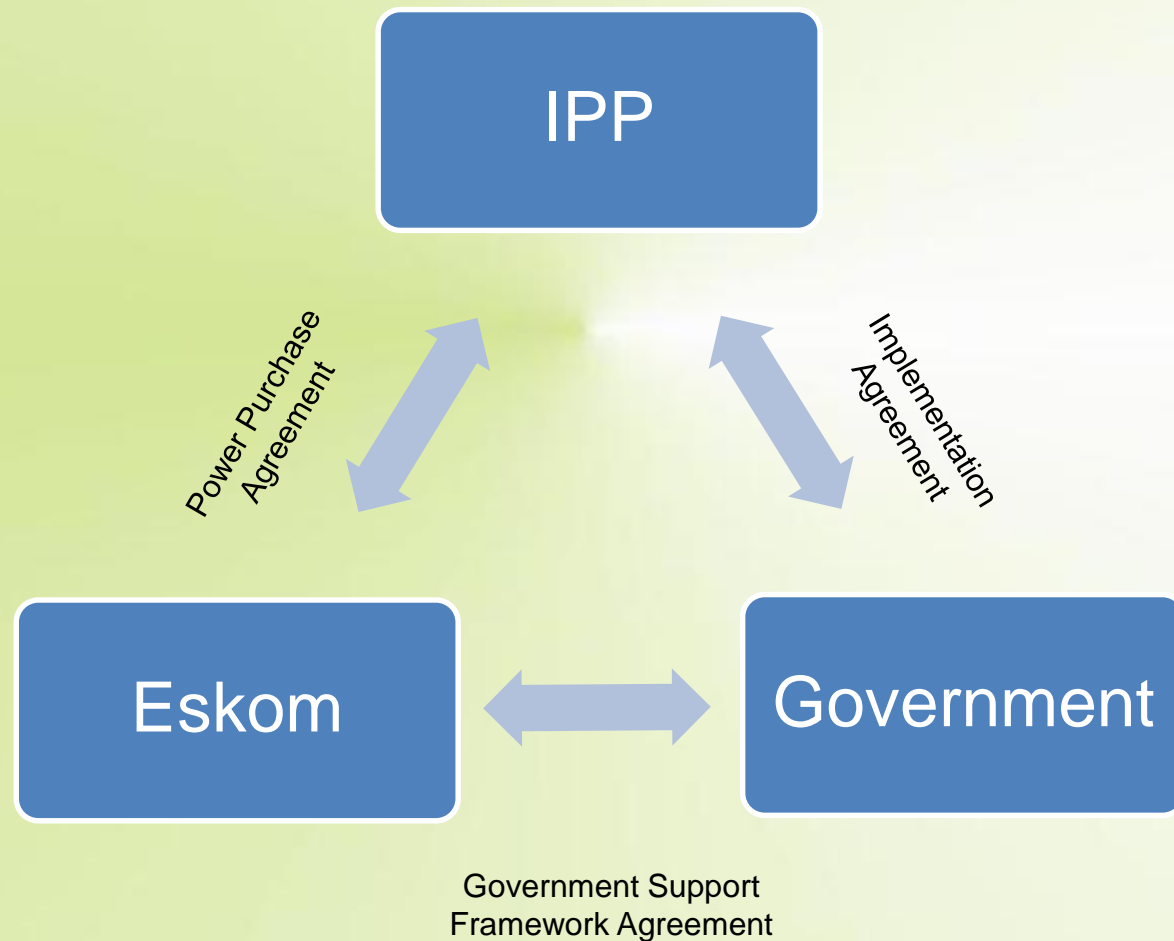 IPP
Power Purchase
Agreement
Implementation
Agreement
Eskom
Government
Government Support
Framework Agreement